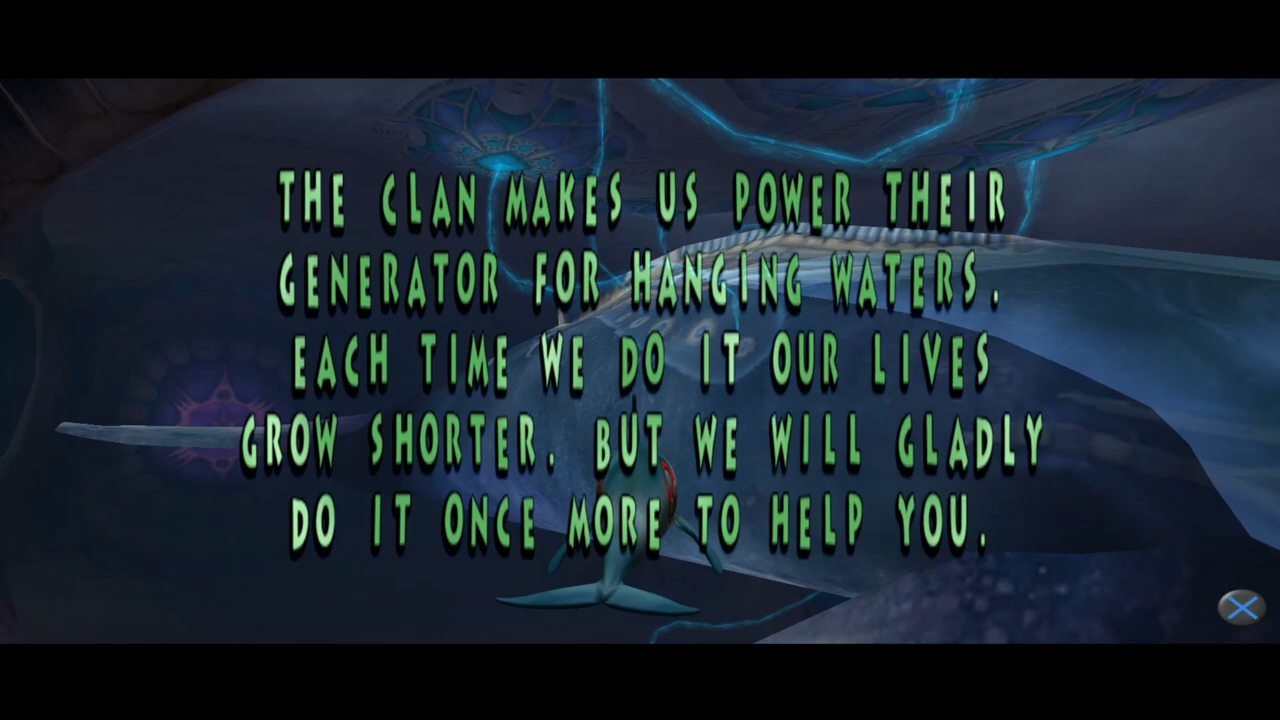 THE CLAN MAKES US POWER THEIR
GENERATOR FOR HANGING WATERS.
EACH TIME WE DO IT OUR LIVES
GROW SHORTER. BUT WE WILL GLADLY
DO IT ONCE MORE TO HELP YOU.